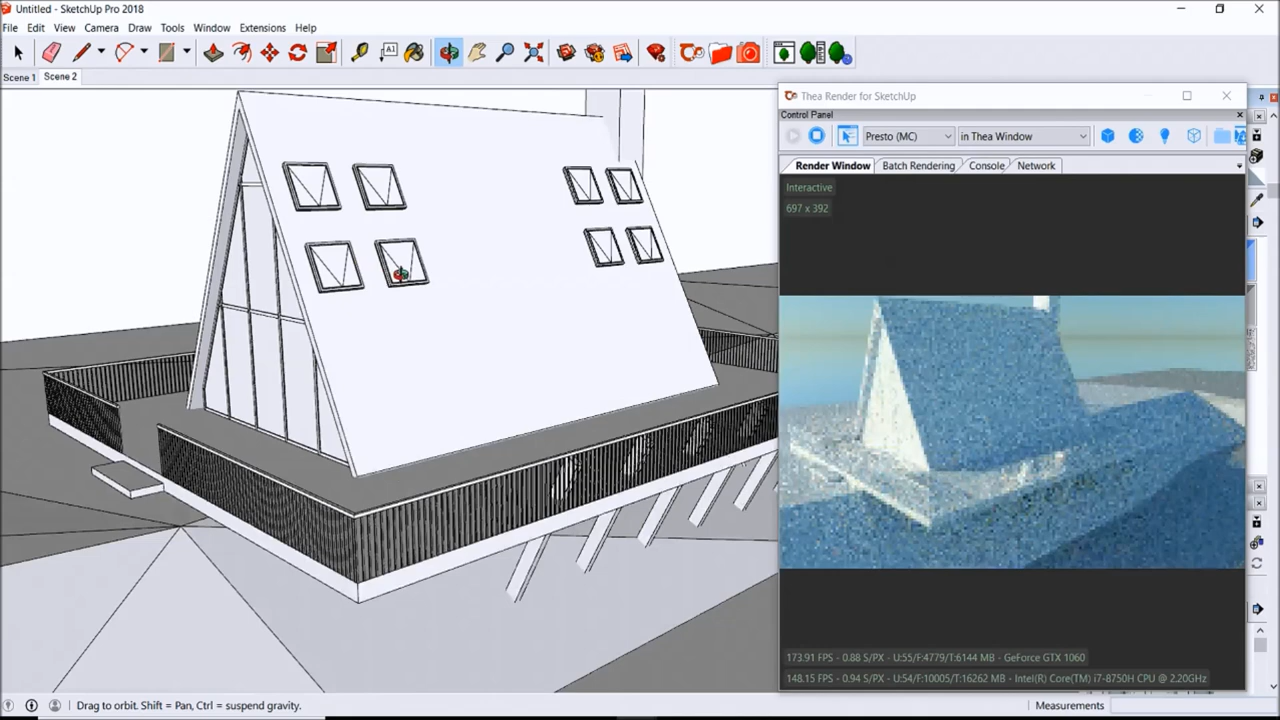 Untitled - SketchUp Pro 2018
File Edit View Camera Draw Tools Window Extensions Help
A1
Scene 1 Scene 2
Thea Render for SketchUp
Control Panel
Presto (MC) in Thea Window
Render Window Batch Rendering Console Network
Interactive
697 x 392
173.91 FPS - 0.88 S/PX - U:55/F:4779/T:6144 MB - GeForce GTX 1060
148.15 FPS - 0.94 S/PX - U:54/F:10005/T:16262 MB - Intel(R) Core(TM) i7-8750H CPU @ 2.20GHz
Drag to orbit. Shift = Pan, Ctrl = suspend gravity.
Measurements